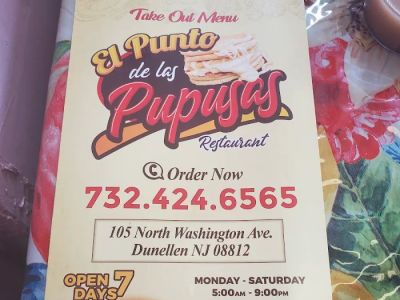 Take Out Menu
El Punto
de las
Pupusas
Restaurant
Order Now
732.424.6565
105 North Washington Ave.
Dunellen NJ 08812
OPEN 7
DAYS
MONDAY - SATURDAY
5:00AM - 9:00PM